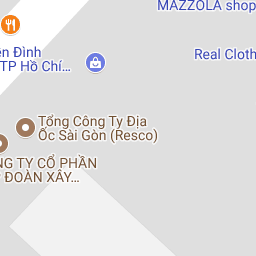 MAZZOLA shop
ên Đình
TP Hồ Chí...
Real Cloth
Tổng Công Ty Địa
Ốc Sài Gòn (Resco)
NG TY CỔ PHẦN
ĐOÀN XÂY...